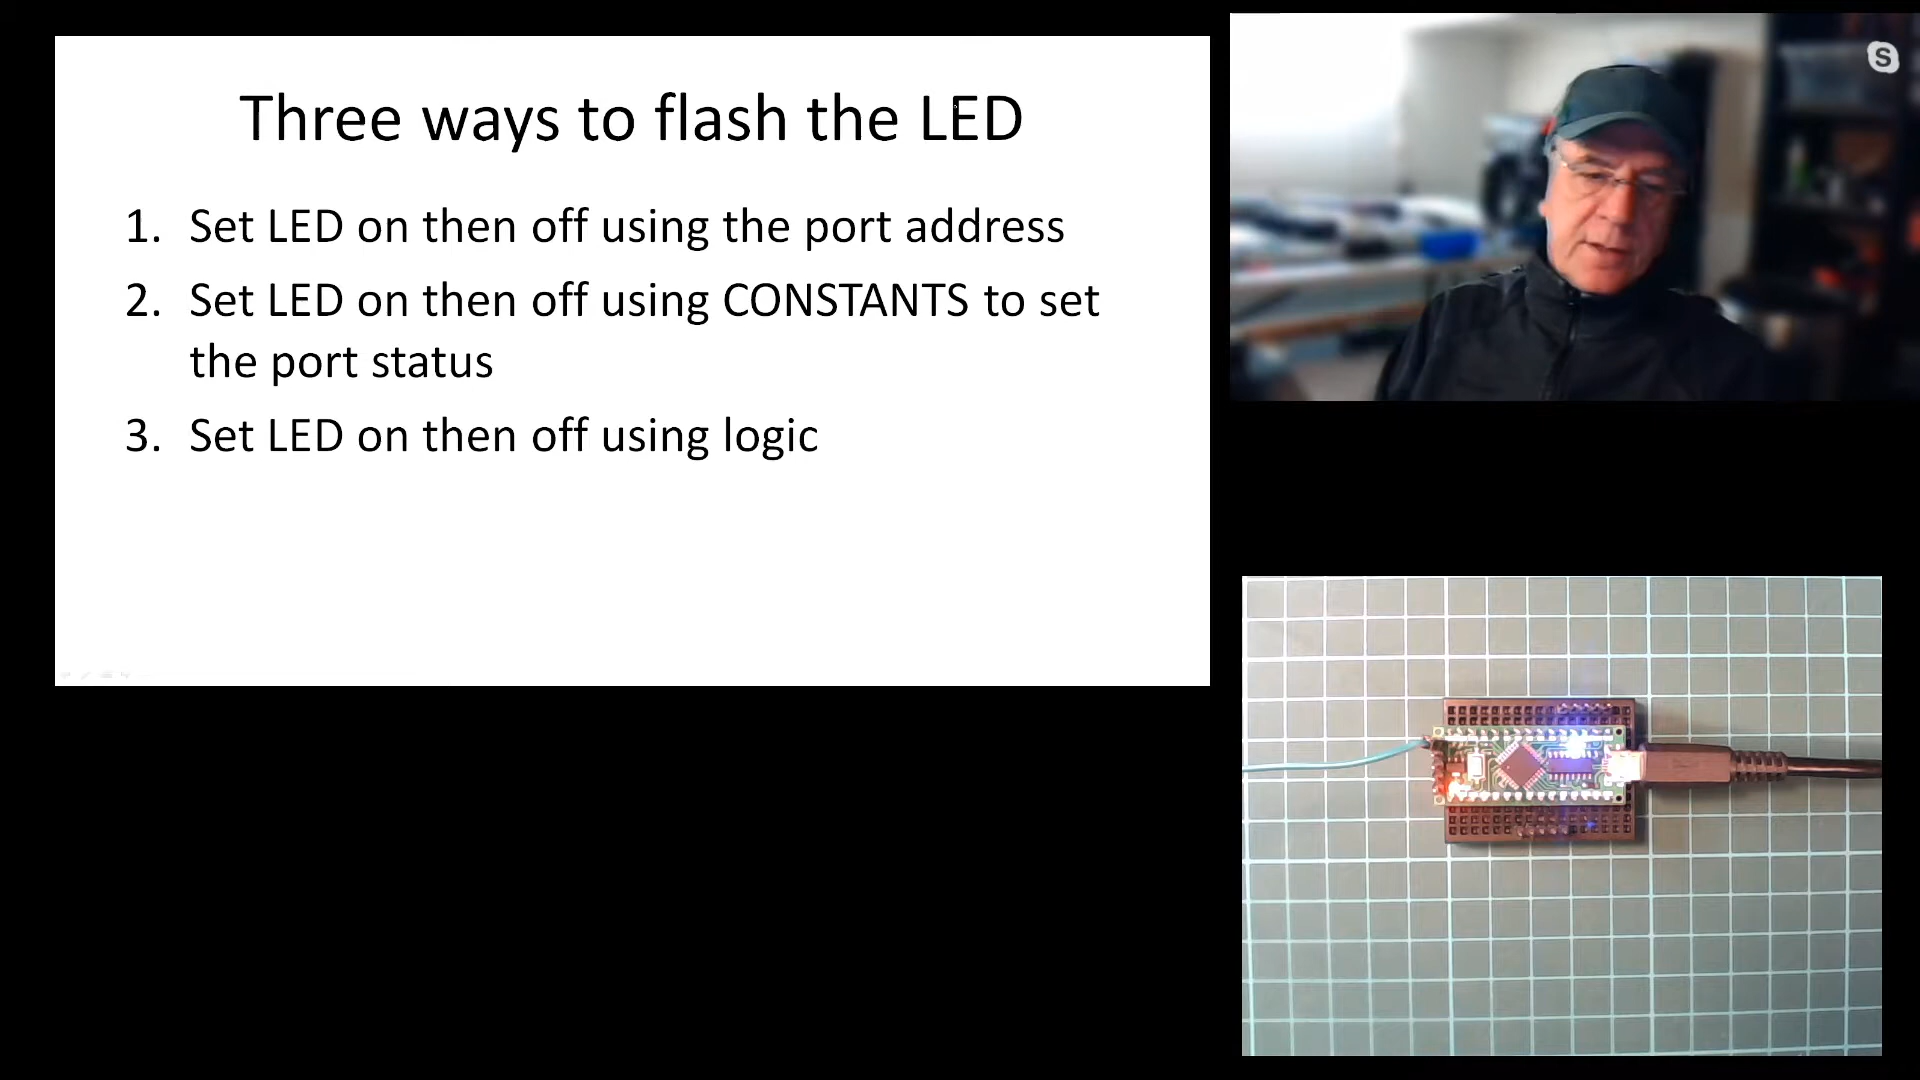 Three ways to flash the LED
1. Set LED on then off using the port address
2. Set LED on then off using CONSTANTS to set
the port status
3. Set LED on then off using logic
S